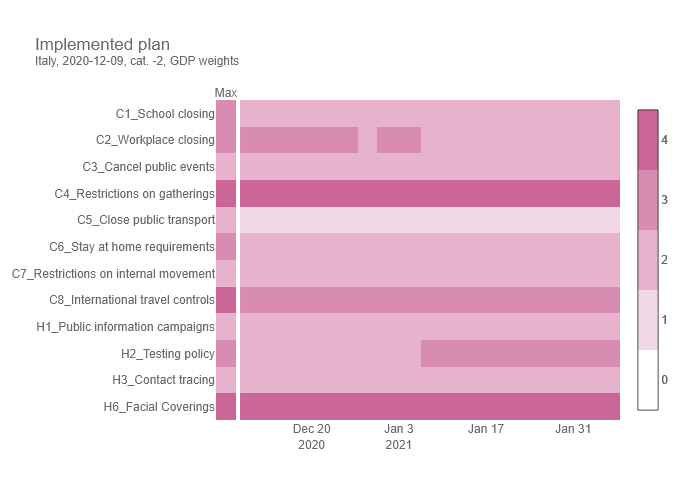 Implemented plan
Italy, 2020-12-09, cat. -2, GDP weights
Max
C1_School closing
C2_Workplace closing
C3_Cancel public events
C4_Restrictions on gatherings
C5_Close public transport
C6_Stay at home requirements
C7_Restrictions on internal movement
C8_International travel controls
H1_Public information campaigns
H2_Testing policy
H3_Contact tracing
H6_Facial Coverings
Dec 20 Jan 3 Jan 17 Jan 31
2020 2021
4
3
2
1
0